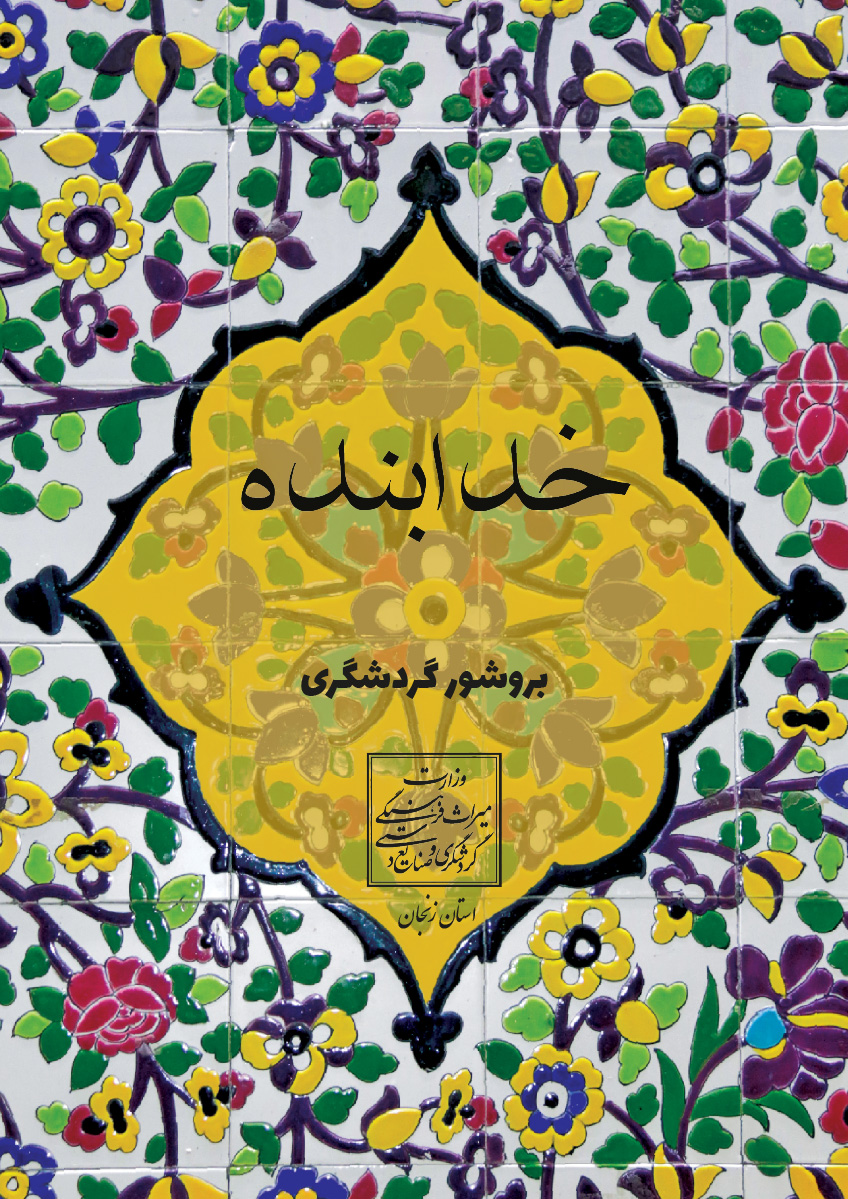 خدابنده
بروشور گردشگری
وزارت
میراث فرهنگی
گردشگری و صنایع دستی
استان زنجان